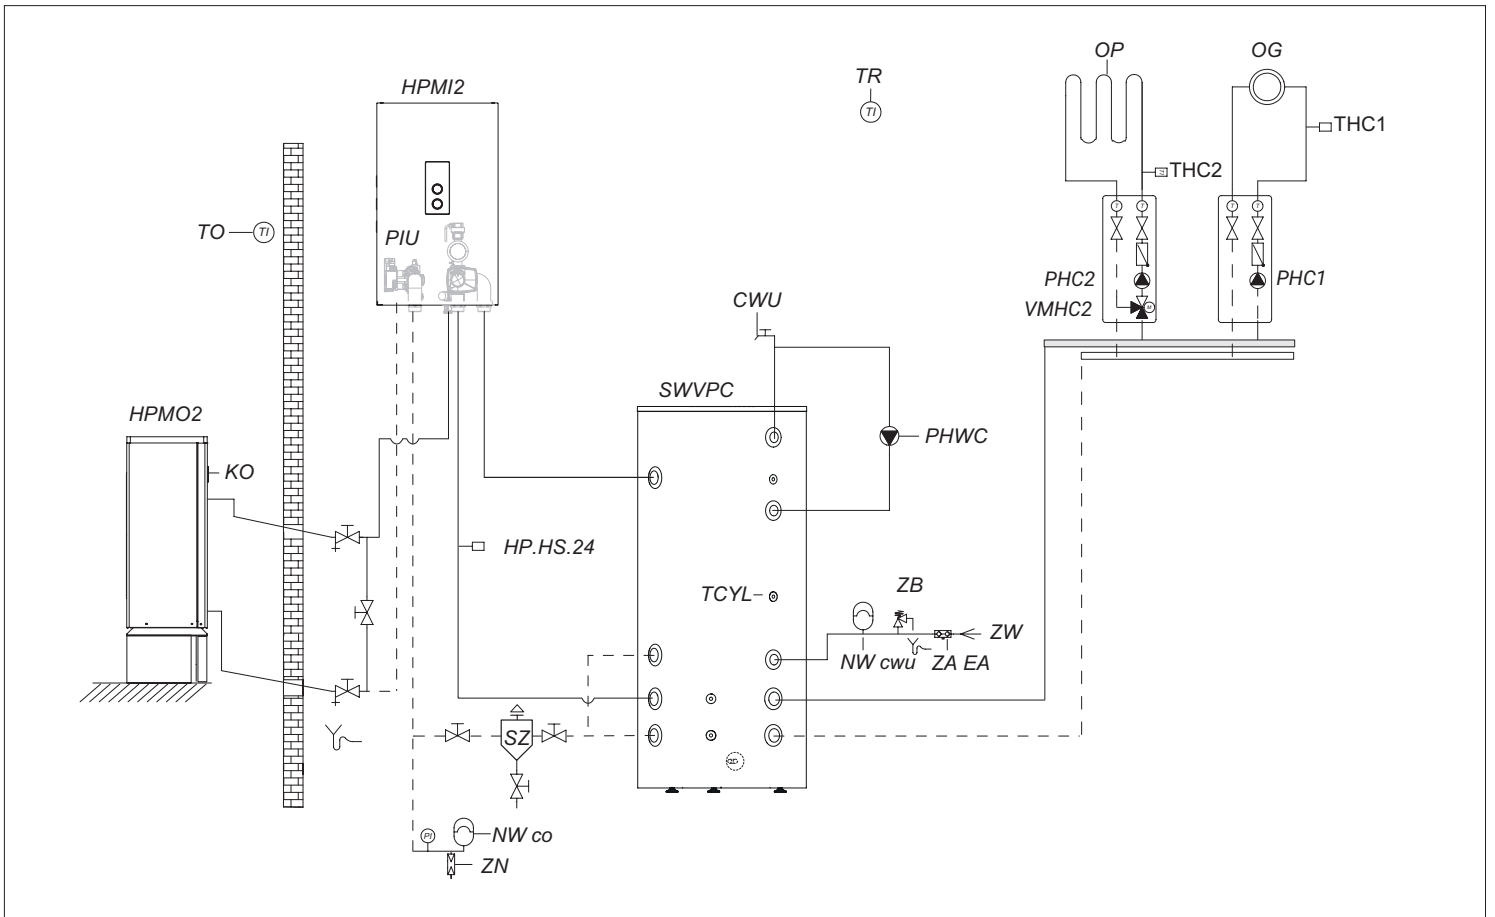 OP
OG
TR
TI
HPMI2
THC1
THC2
TO
TI
PIU
T
T
T
T
PHC2
PHC1
VMHC2
M
CWU
SWVPC
HPMO2
PHWC
KO
HP.HS.24
TCYL
ZB
ZW
NW cwu
ZA EA
SZ
PI
NW co
ZN